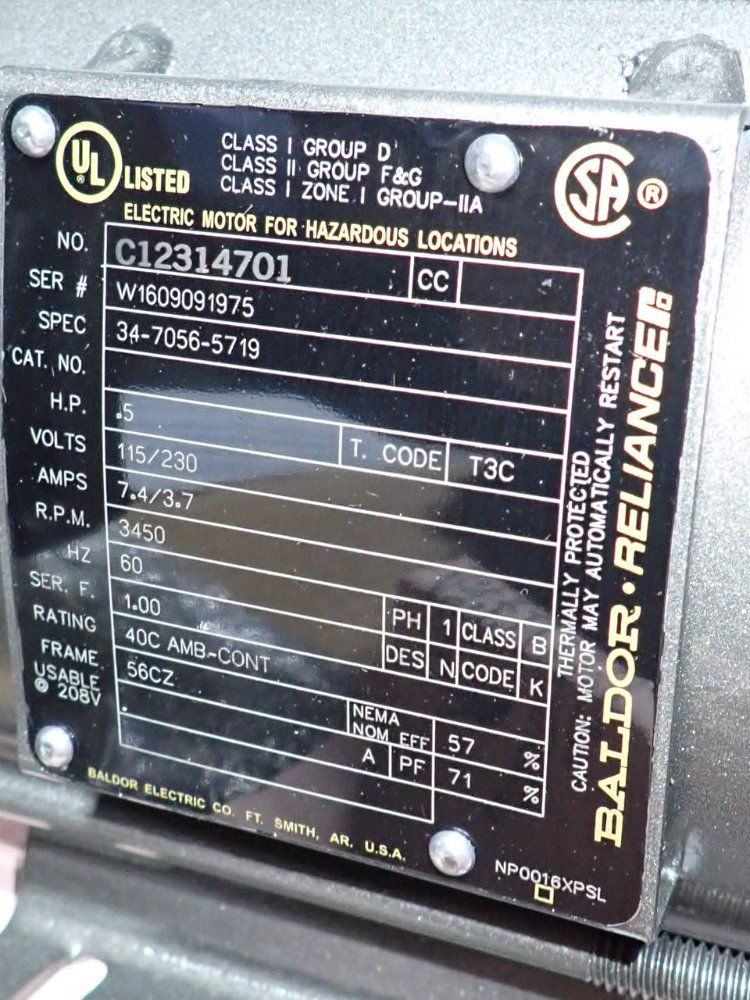 UL LISTED
CLASS I GROUP D
CLASS II GROUP F&G
CLASS I ZONE I GROUP-IIA
SA ®
ELECTRIC MOTOR FOR HAZARDOUS LOCATIONS
NO. C12314701 CC
SER # W1609091975
SPEC 34-7056-5719
CAT. NO.
H.P. .5 T. CODE T3C
VOLTS 115/230
AMPS 7.4/3.7
R.P.M. 3450
HZ 60 PH 1 CLASS B
SER. F. 1.00 DES N CODE K
RATING 40C AMB-CONT
FRAME 56CZ NEMA NOM EFF 57 %
USABLE @ 208V . A PF 71 %
BALDOR ELECTRIC CO. FT. SMITH, AR. U.S.A.
NP0016XPSL
THERMALLY PROTECTED
CAUTION: MOTOR MAY AUTOMATICALLY RESTART
BALDOR · RELIANCER